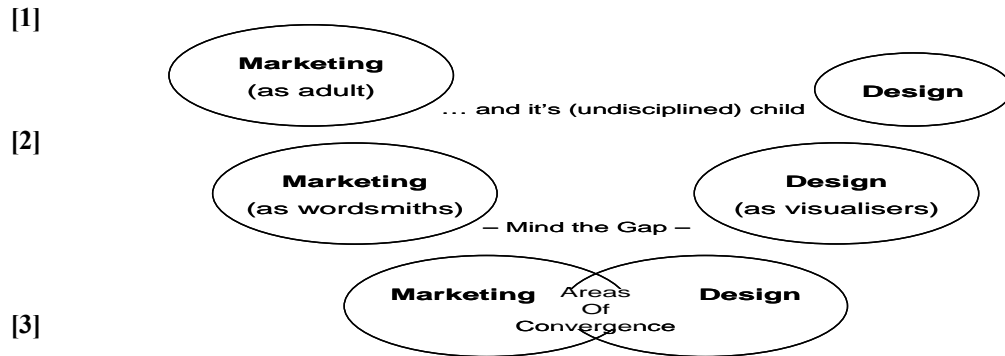 [1]
Marketing
(as adult)
... and it's (undisciplined) child
Design
[2]
Marketing
(as wordsmiths)
– Mind the Gap –
Design
(as visualisers)
[3]
Marketing
Areas
Of
Convergence
Design